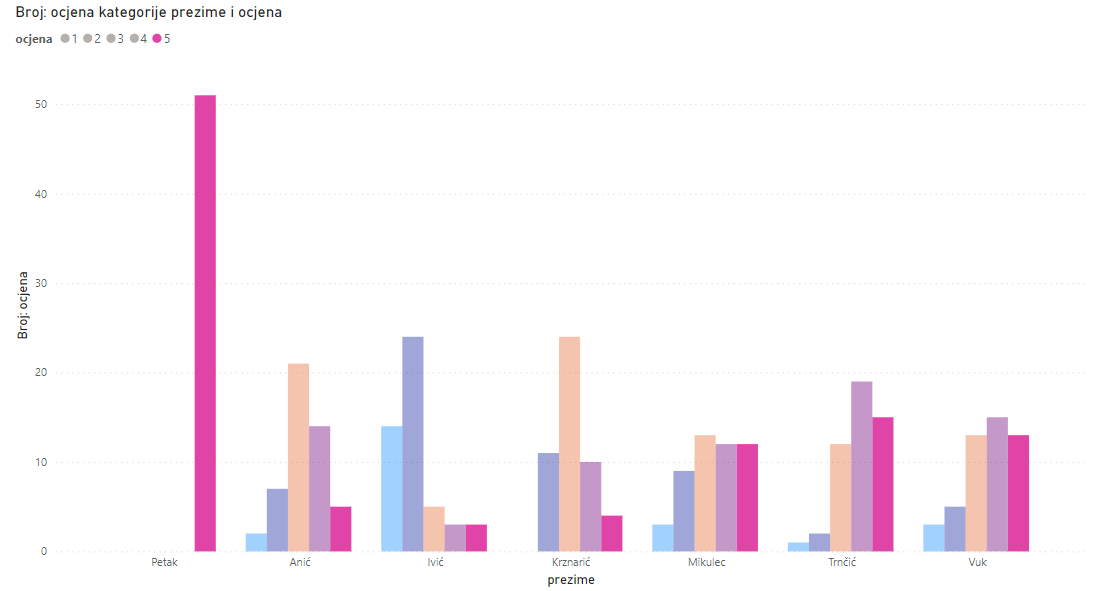 Broj: ocjena kategorije prezime i ocjena
ocjena 1 2 3 4 5
Broj: ocjena
50
40
30
20
10
0
Petak Anić Ivić Krznarić Mikulec Trnčić Vuk
prezime